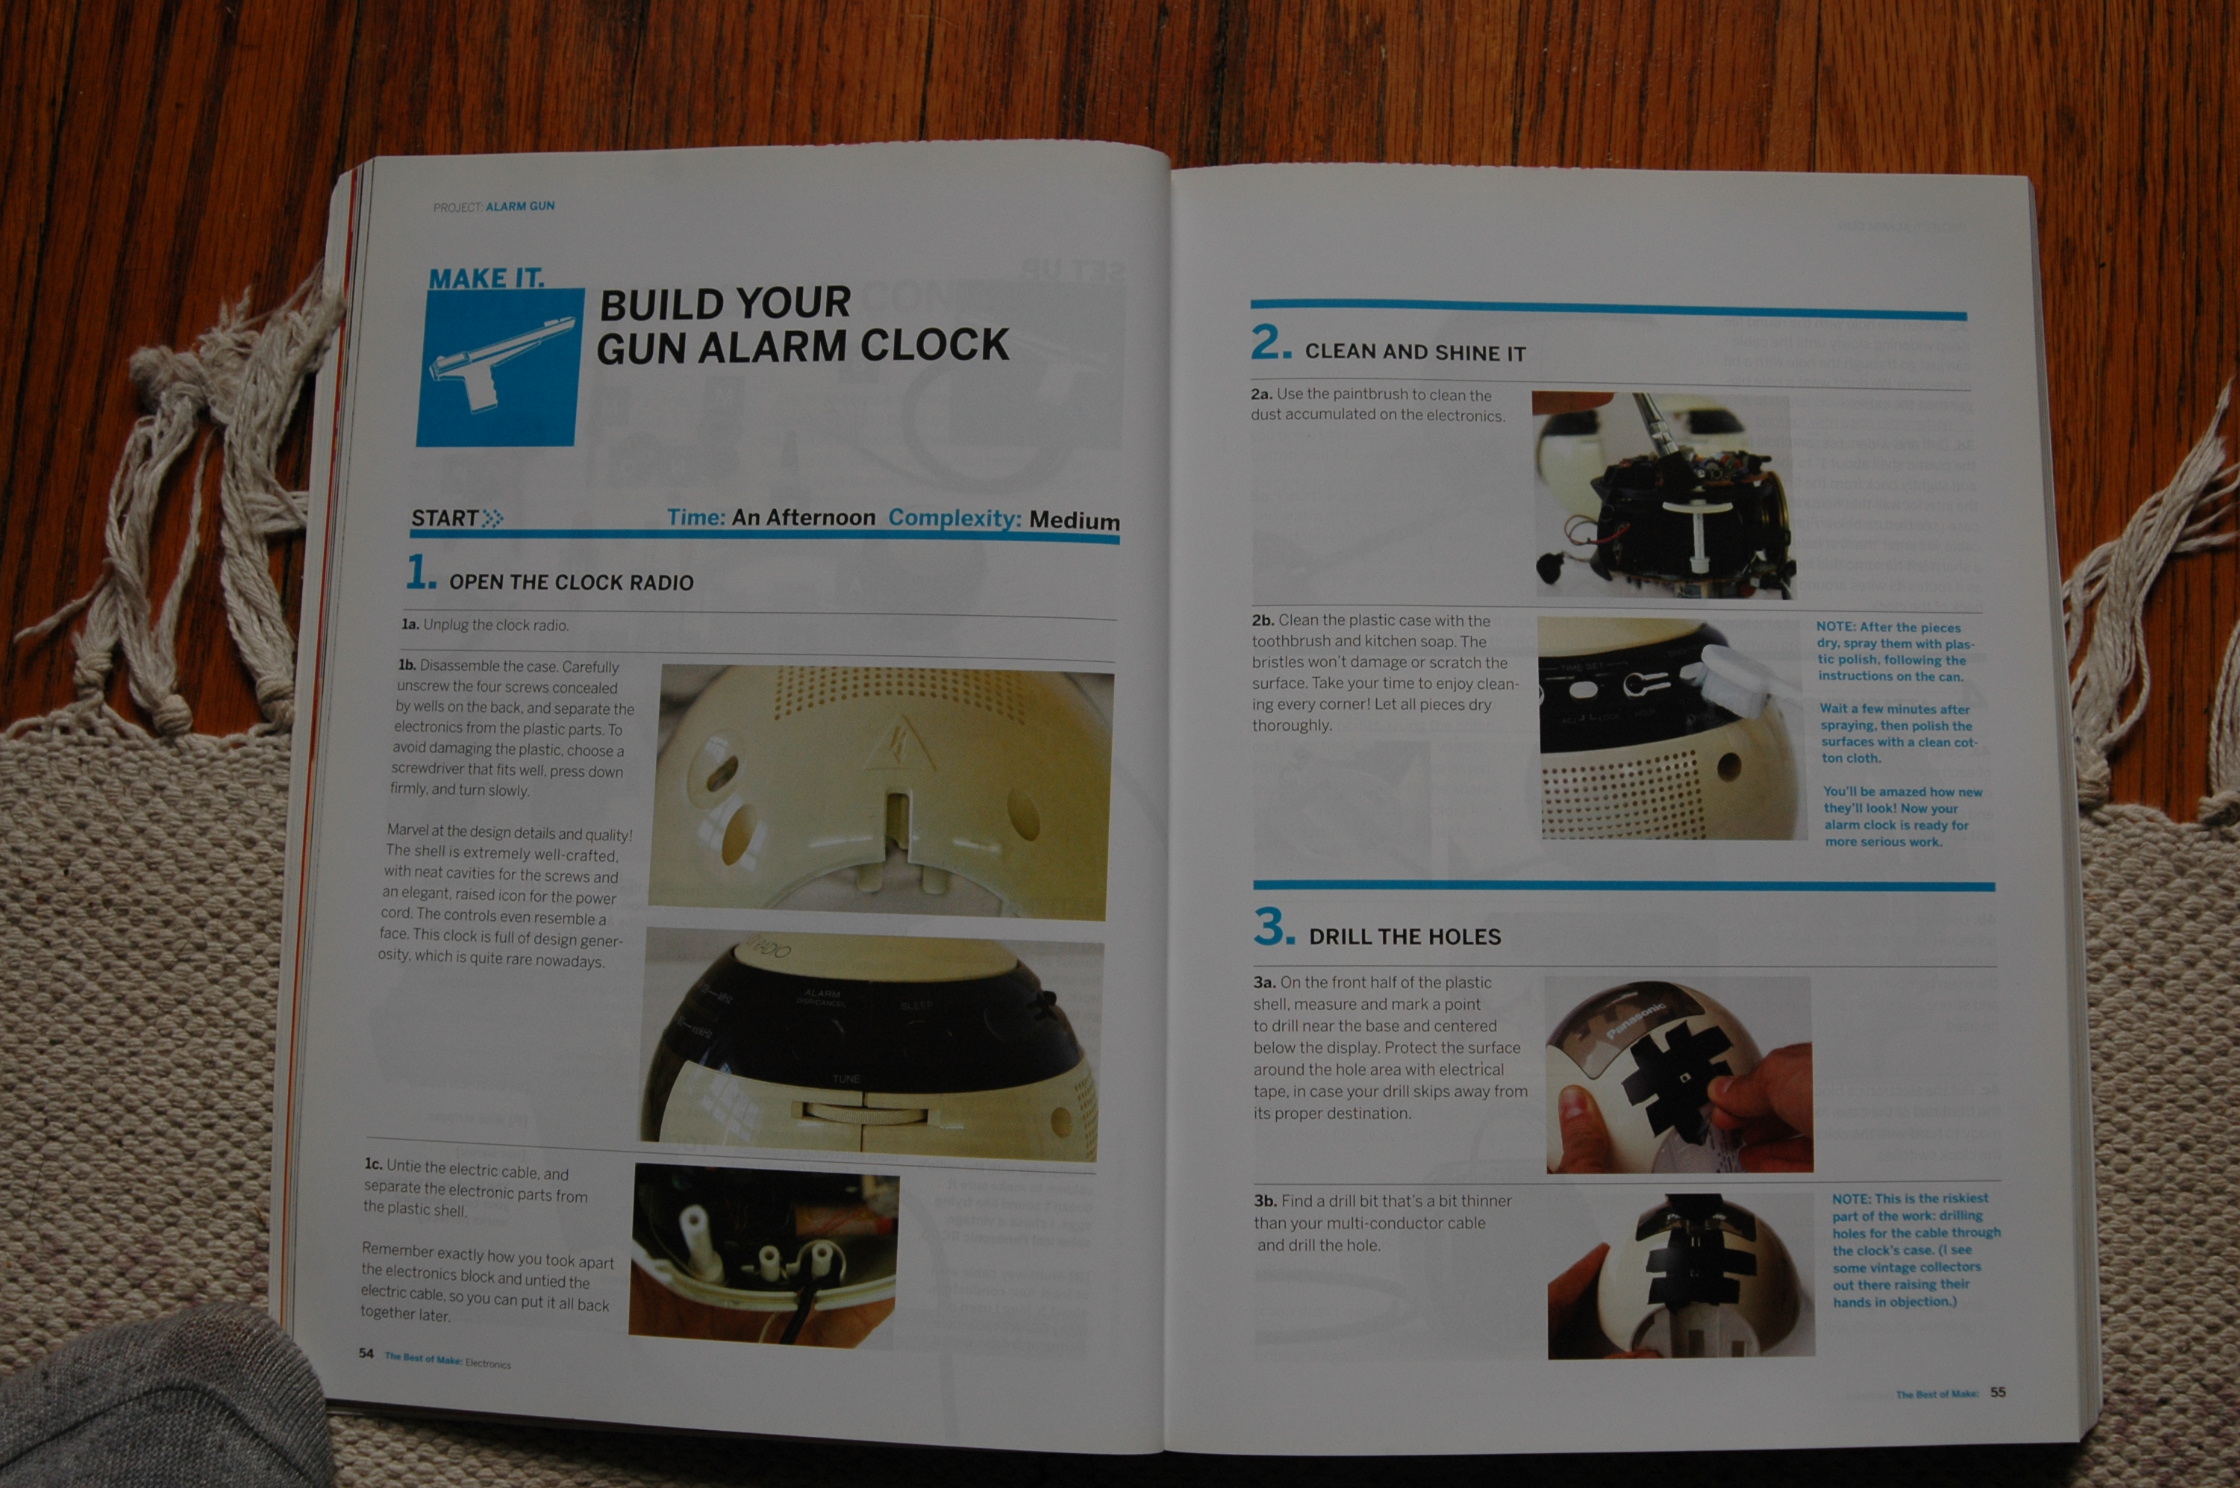 PROJECT: ALARM GUN
MAKE IT.
BUILD YOUR
GUN ALARM CLOCK
START
Time: An Afternoon Complexity: Medium
1. OPEN THE CLOCK RADIO
1a. Unplug the clock radio.
1b. Disassemble the case. Carefully
unscrew the four screws concealed
by wells on the back, and separate the
electronics from the plastic parts. To
avoid damaging the plastic, choose a
screwdriver that fits well, press down
firmly, and turn slowly.
Marvel at the design details and quality!
The shell is extremely well-crafted,
with neat cavities for the screws and
an elegant, raised icon for the power
cord. The controls even resemble a
face. This clock is full of design gener-
osity, which is quite rare nowadays.
RADIO
ALARM
SLEEP
TUNE
1c. Untie the electric cable, and
separate the electronic parts from
the plastic shell.
Remember exactly how you took apart
the electronics block and untied the
electric cable, so you can put it all back
together later.
54 The Best of Make: Electronics
2. CLEAN AND SHINE IT
2a. Use the paintbrush to clean the
dust accumulated on the electronics.
2b. Clean the plastic case with the
toothbrush and kitchen soap. The
bristles won't damage or scratch the
surface. Take your time to enjoy clean-
ing every corner! Let all pieces dry
thoroughly.
TIME SET
NOTE: After the pieces
dry, spray them with plas-
tic polish, following the
instructions on the can.
Wait a few minutes after
spraying, then polish the
surfaces with a clean cot-
ton cloth.
You'll be amazed how new
they'll look! Now your
alarm clock is ready for
more serious work.
3. DRILL THE HOLES
3a. On the front half of the plastic
shell, measure and mark a point
to drill near the base and centered
below the display. Protect the surface
around the hole area with electrical
tape, in case your drill skips away from
its proper destination.
Panasonic
3b. Find a drill bit that's a bit thinner
than your multi-conductor cable
and drill the hole.
NOTE: This is the riskiest
part of the work: drilling
holes for the cable through
the clock's case. (I see
some vintage collectors
out there raising their
hands in objection.)
The Best of Make: 55